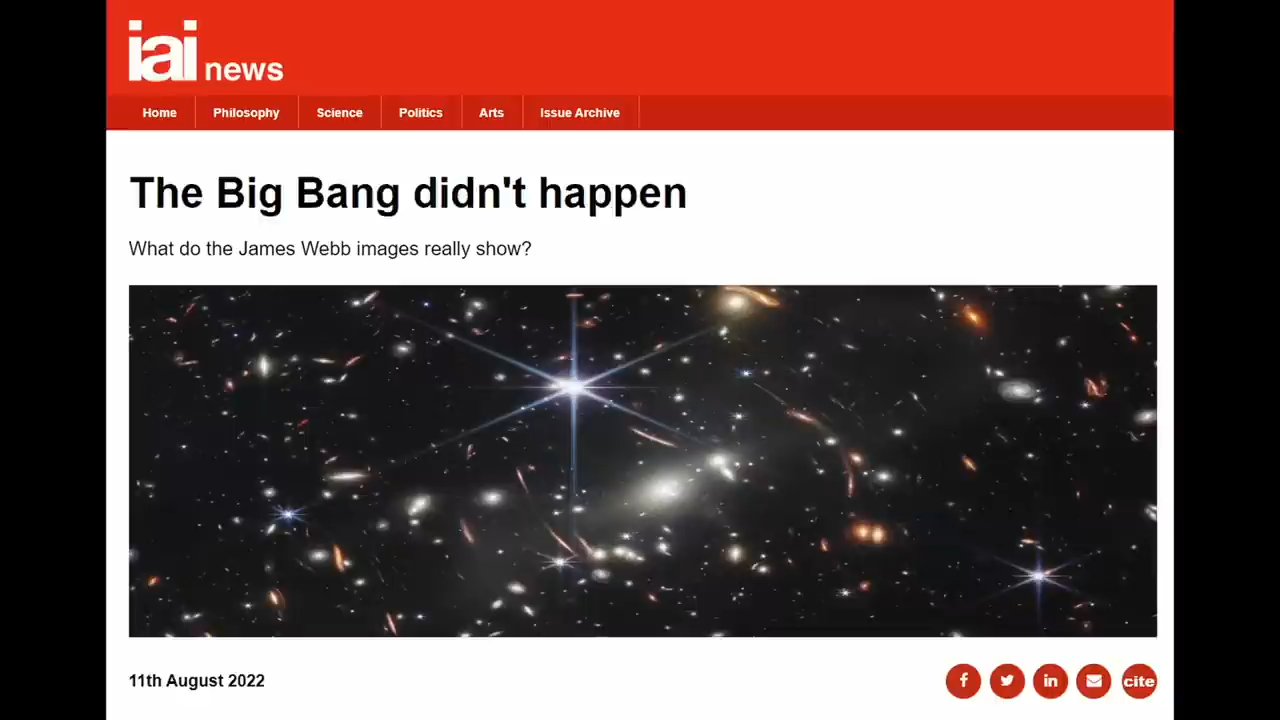 iai news
Home Philosophy Science Politics Arts Issue Archive
The Big Bang didn't happen
What do the James Webb images really show?
11th August 2022
f in cite